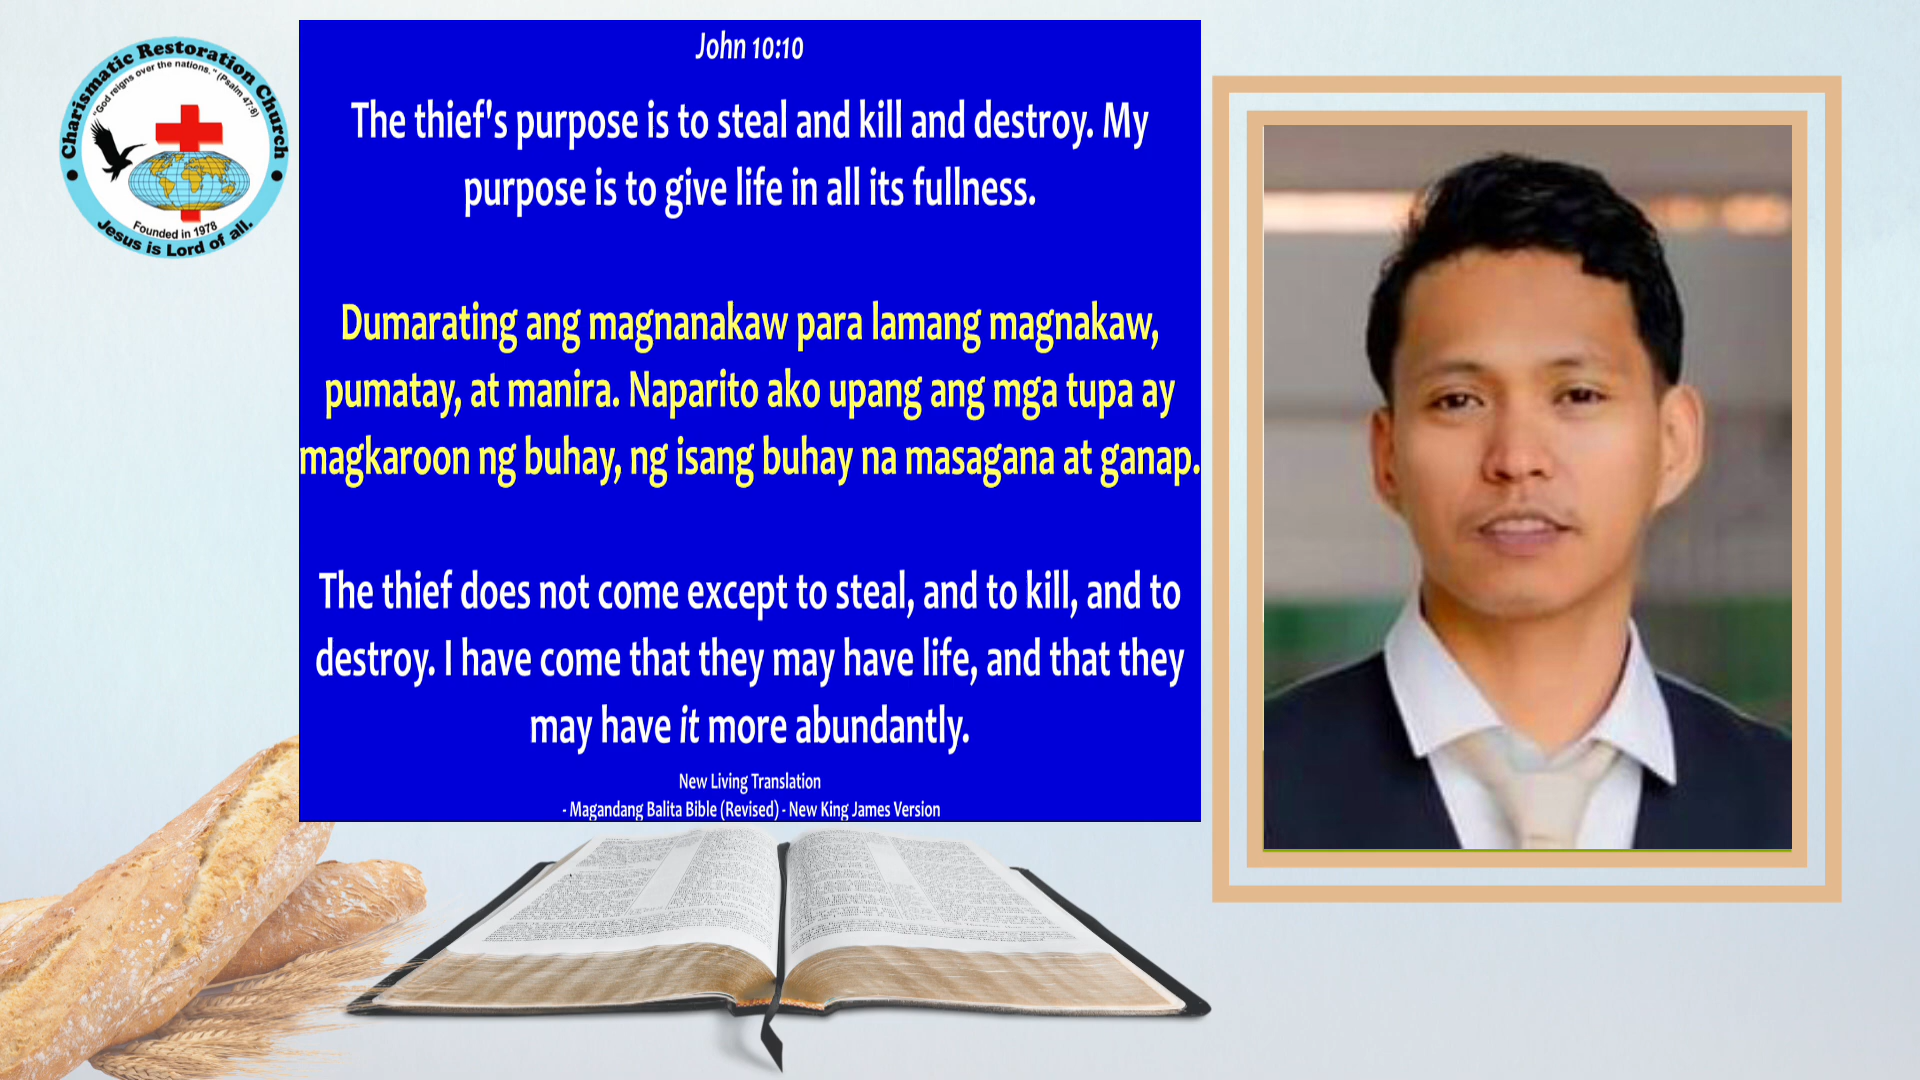 Charismatic Restoration Church
"God reigns over the nations." (Psalm 47:8)
Founded in 1978
Jesus is Lord of all.
John 10:10
The thief's purpose is to steal and kill and destroy. My
purpose is to give life in all its fullness.
Dumarating ang magnanakaw para lamang magnakaw,
pumatay, at manira. Naparito ako upang ang mga tupa ay
magkaroon ng buhay, ng isang buhay na masagana at ganap.
The thief does not come except to steal, and to kill, and to
destroy. I have come that they may have life, and that they
may have it more abundantly.
New Living Translation
- Magandang Balita Bible (Revised) - New King James Version